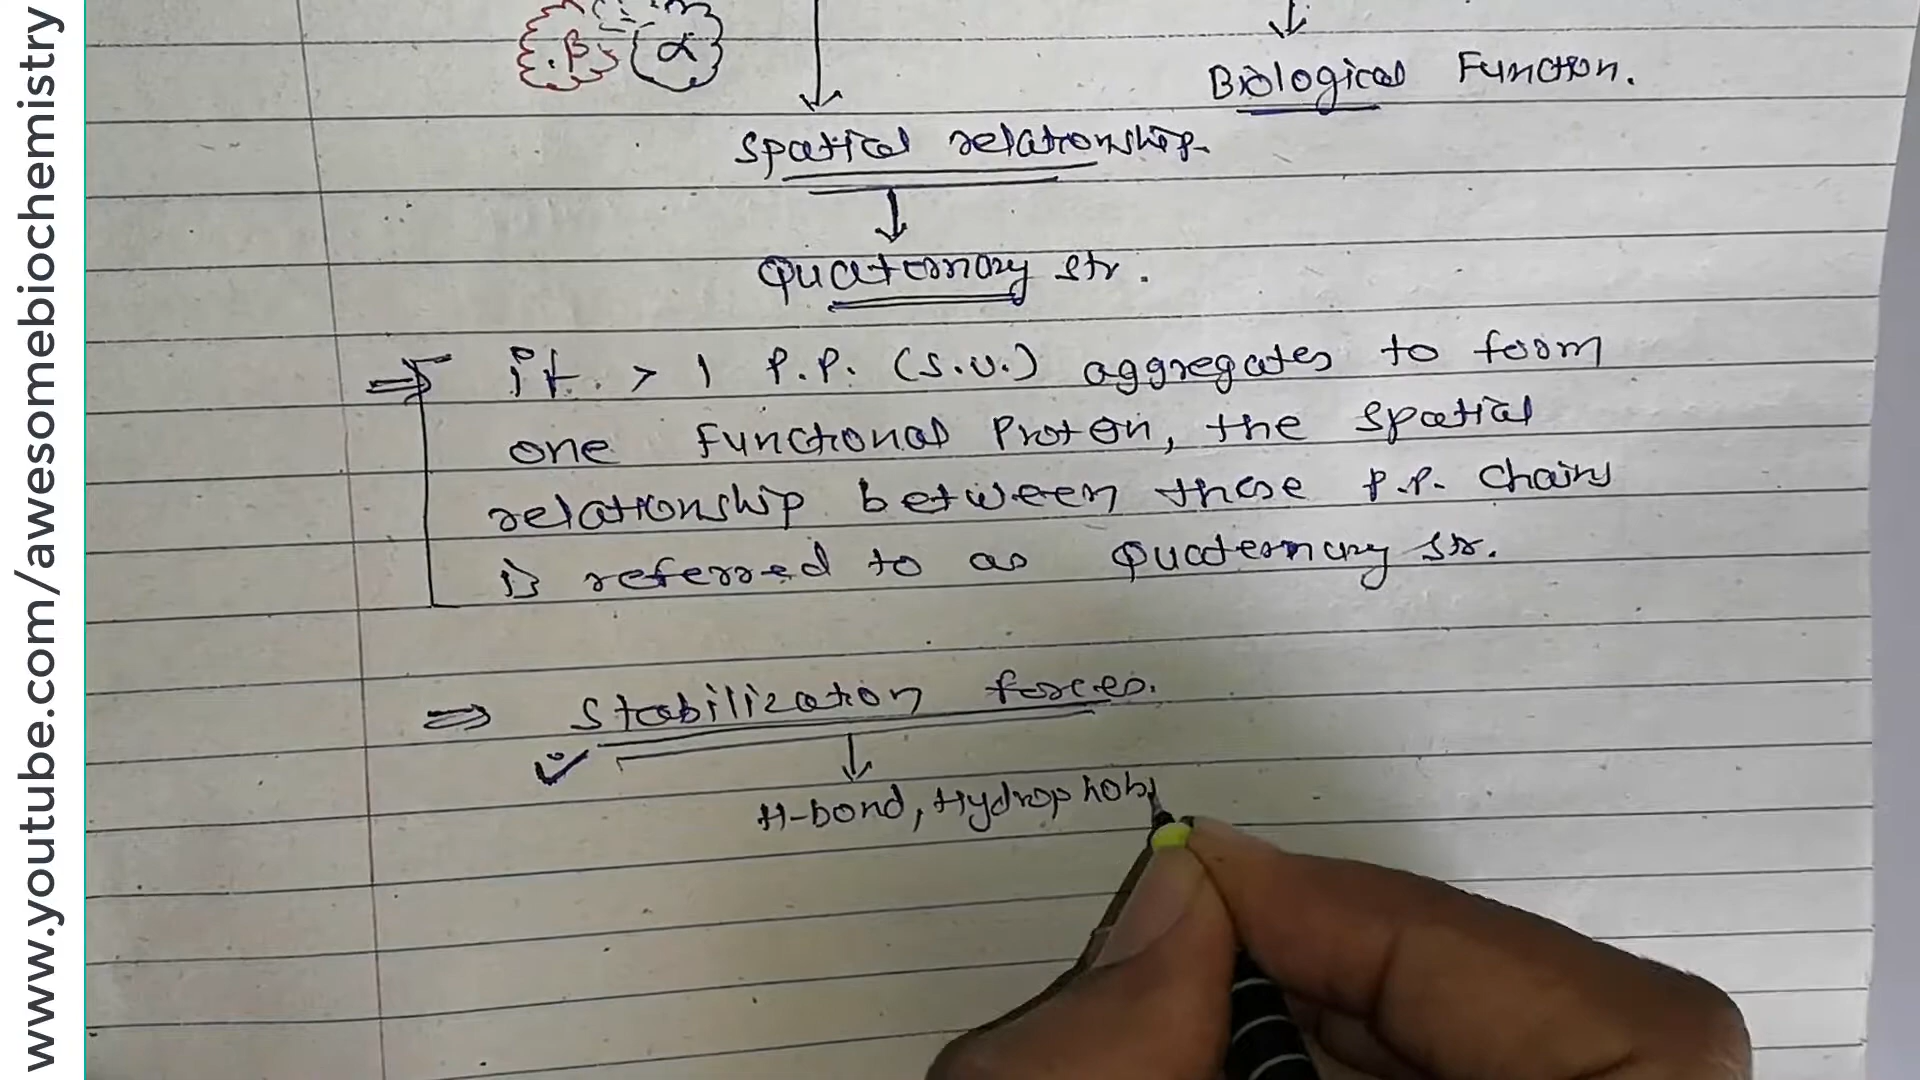 www.youtube.com/awesomebiochemistry
β α
Biological Function.
Spatial relationship.
Quaternary str.
⇒ if > 1 P.P. (S.U.) aggregates to form
one Functional Protein, the spatial
relationship between these P.P. chains
is referred to as Quaternary str.
⇒ Stabilization forces.
H-bond, Hydrophobi